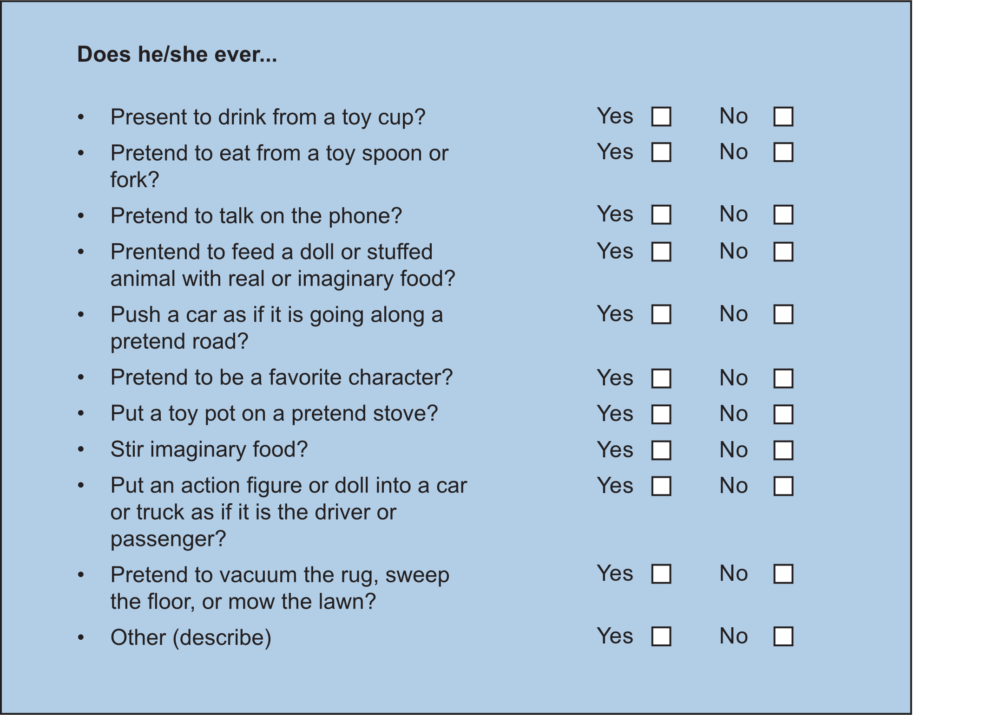 Does he/she ever...
• Present to drink from a toy cup? Yes No
• Pretend to eat from a toy spoon or Yes No
fork?
• Pretend to talk on the phone? Yes No
• Prentend to feed a doll or stuffed Yes No
animal with real or imaginary food?
• Push a car as if it is going along a Yes No
pretend road?
• Pretend to be a favorite character? Yes No
• Put a toy pot on a pretend stove? Yes No
• Stir imaginary food? Yes No
• Put an action figure or doll into a car Yes No
or truck as if it is the driver or
passenger?
• Pretend to vacuum the rug, sweep Yes No
the floor, or mow the lawn?
• Other (describe) Yes No